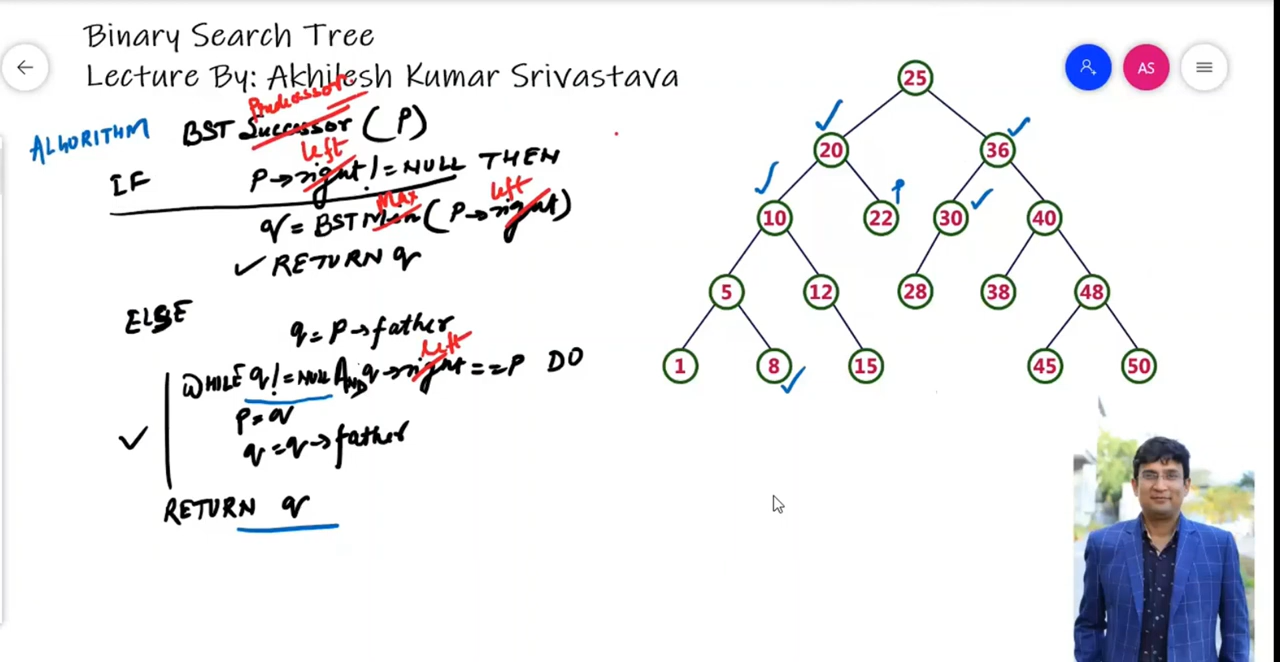 Binary Search Tree
Lecture By: Akhilesh Kumar Srivastava
AS
Predecessor
ALGORITHM BST Successor (P)
left
IF P→right != NULL THEN
Max left
q = BST Min (P→right)
RETURN q
ELSE
q = P→father
left
WHILE q != NULL AND q→right == P DO
P = q
q = q→father
RETURN q
25
20 36
P
10 22 30 40
5 12 28 38 48
1 8 15 45 50